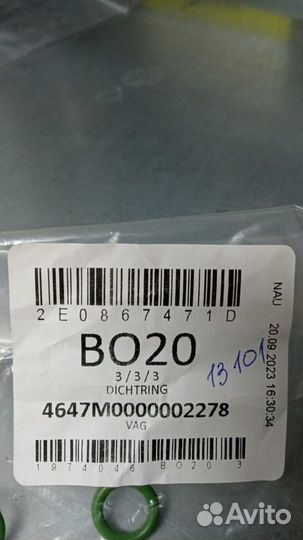 2E0867471D
BO20
3 / 3 / 3
DICHTRING
4647M0000002278
VAG
1974046 BO20 3
NAU
20.09.2023 16:30:34
13101
Avito